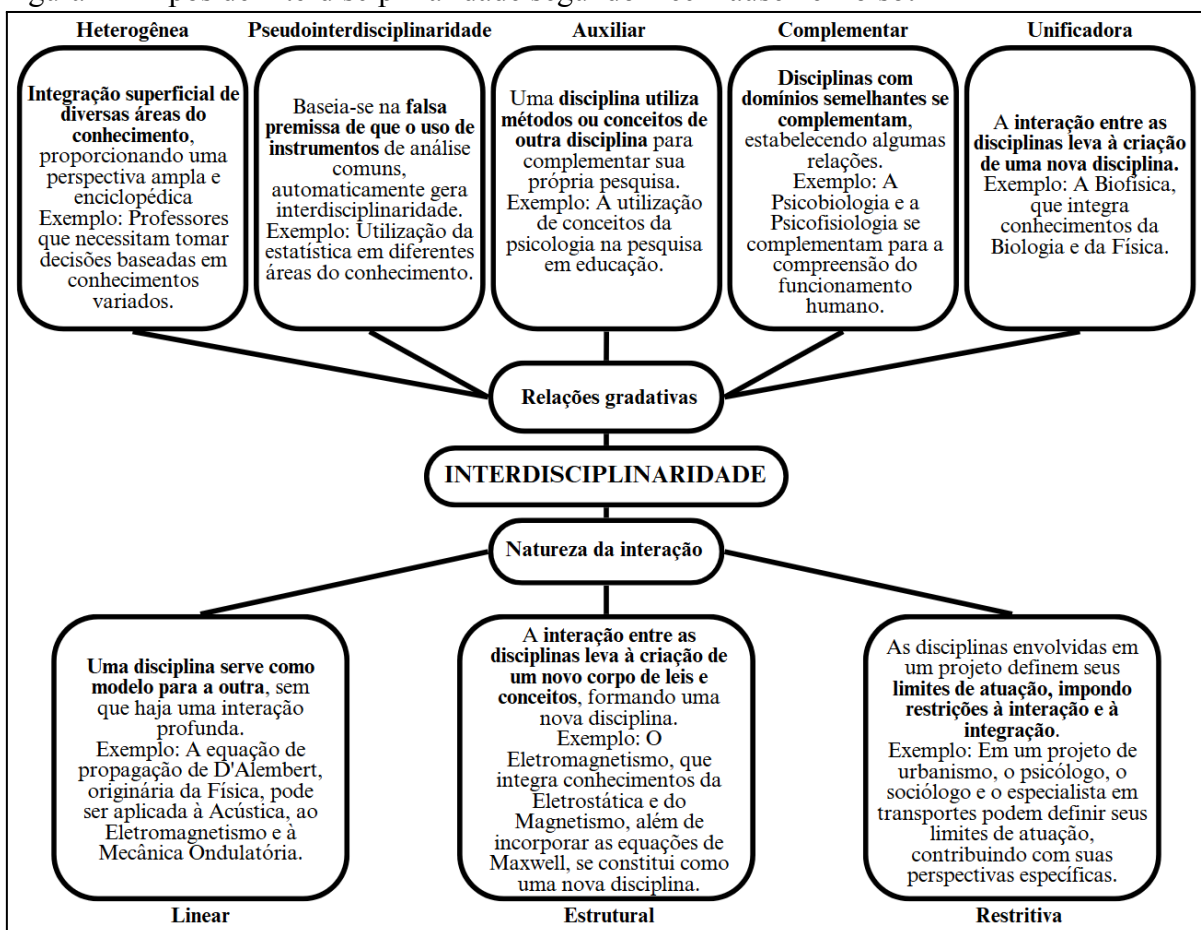 Heterogênea
Pseudointerdisciplinaridade
Auxiliar
Complementar
Unificadora
Integração superficial de
diversas áreas do
conhecimento,
proporcionando uma
perspectiva ampla e
enciclopédica
Exemplo: Professores
que necessitam tomar
decisões baseadas em
conhecimentos
variados.
Baseia-se na falsa
premissa de que o uso de
instrumentos de análise
comuns,
automaticamente gera
interdisciplinaridade.
Exemplo: Utilização da
estatística em diferentes
áreas do conhecimento.
Uma disciplina utiliza
métodos ou conceitos de
outra disciplina para
complementar sua
própria pesquisa.
Exemplo: A utilização
de conceitos da
psicologia na pesquisa
em educação.
Disciplinas com
domínios semelhantes se
complementam,
estabelecendo algumas
relações.
Exemplo: A
Psicobiologia e a
Psicofisiologia se
complementam para a
compreensão do
funcionamento
humano.
A interação entre as
disciplinas leva à criação
de uma nova disciplina.
Exemplo: A Biofísica,
que integra
conhecimentos da
Biologia e da Física.
Relações gradativas
INTERDISCIPLINARIDADE
Natureza da interação
Uma disciplina serve como
modelo para a outra, sem
que haja uma interação
profunda.
Exemplo: A equação de
propagação de D'Alembert,
originária da Física, pode
ser aplicada à Acústica, ao
Eletromagnetismo e à
Mecânica Ondulatória.
Linear
A interação entre as
disciplinas leva à criação de
um novo corpo de leis e
conceitos, formando uma
nova disciplina.
Exemplo: O
Eletromagnetismo, que
integra conhecimentos da
Eletrostática e do
Magnetismo, além de
incorporar as equações de
Maxwell, se constitui como
uma nova disciplina.
Estrutural
As disciplinas envolvidas em
um projeto definem seus
limites de atuação, impondo
restrições à interação e à
integração.
Exemplo: Em um projeto de
urbanismo, o psicólogo, o
sociólogo e o especialista em
transportes podem definir seus
limites de atuação,
contribuindo com suas
perspectivas específicas.
Restritiva